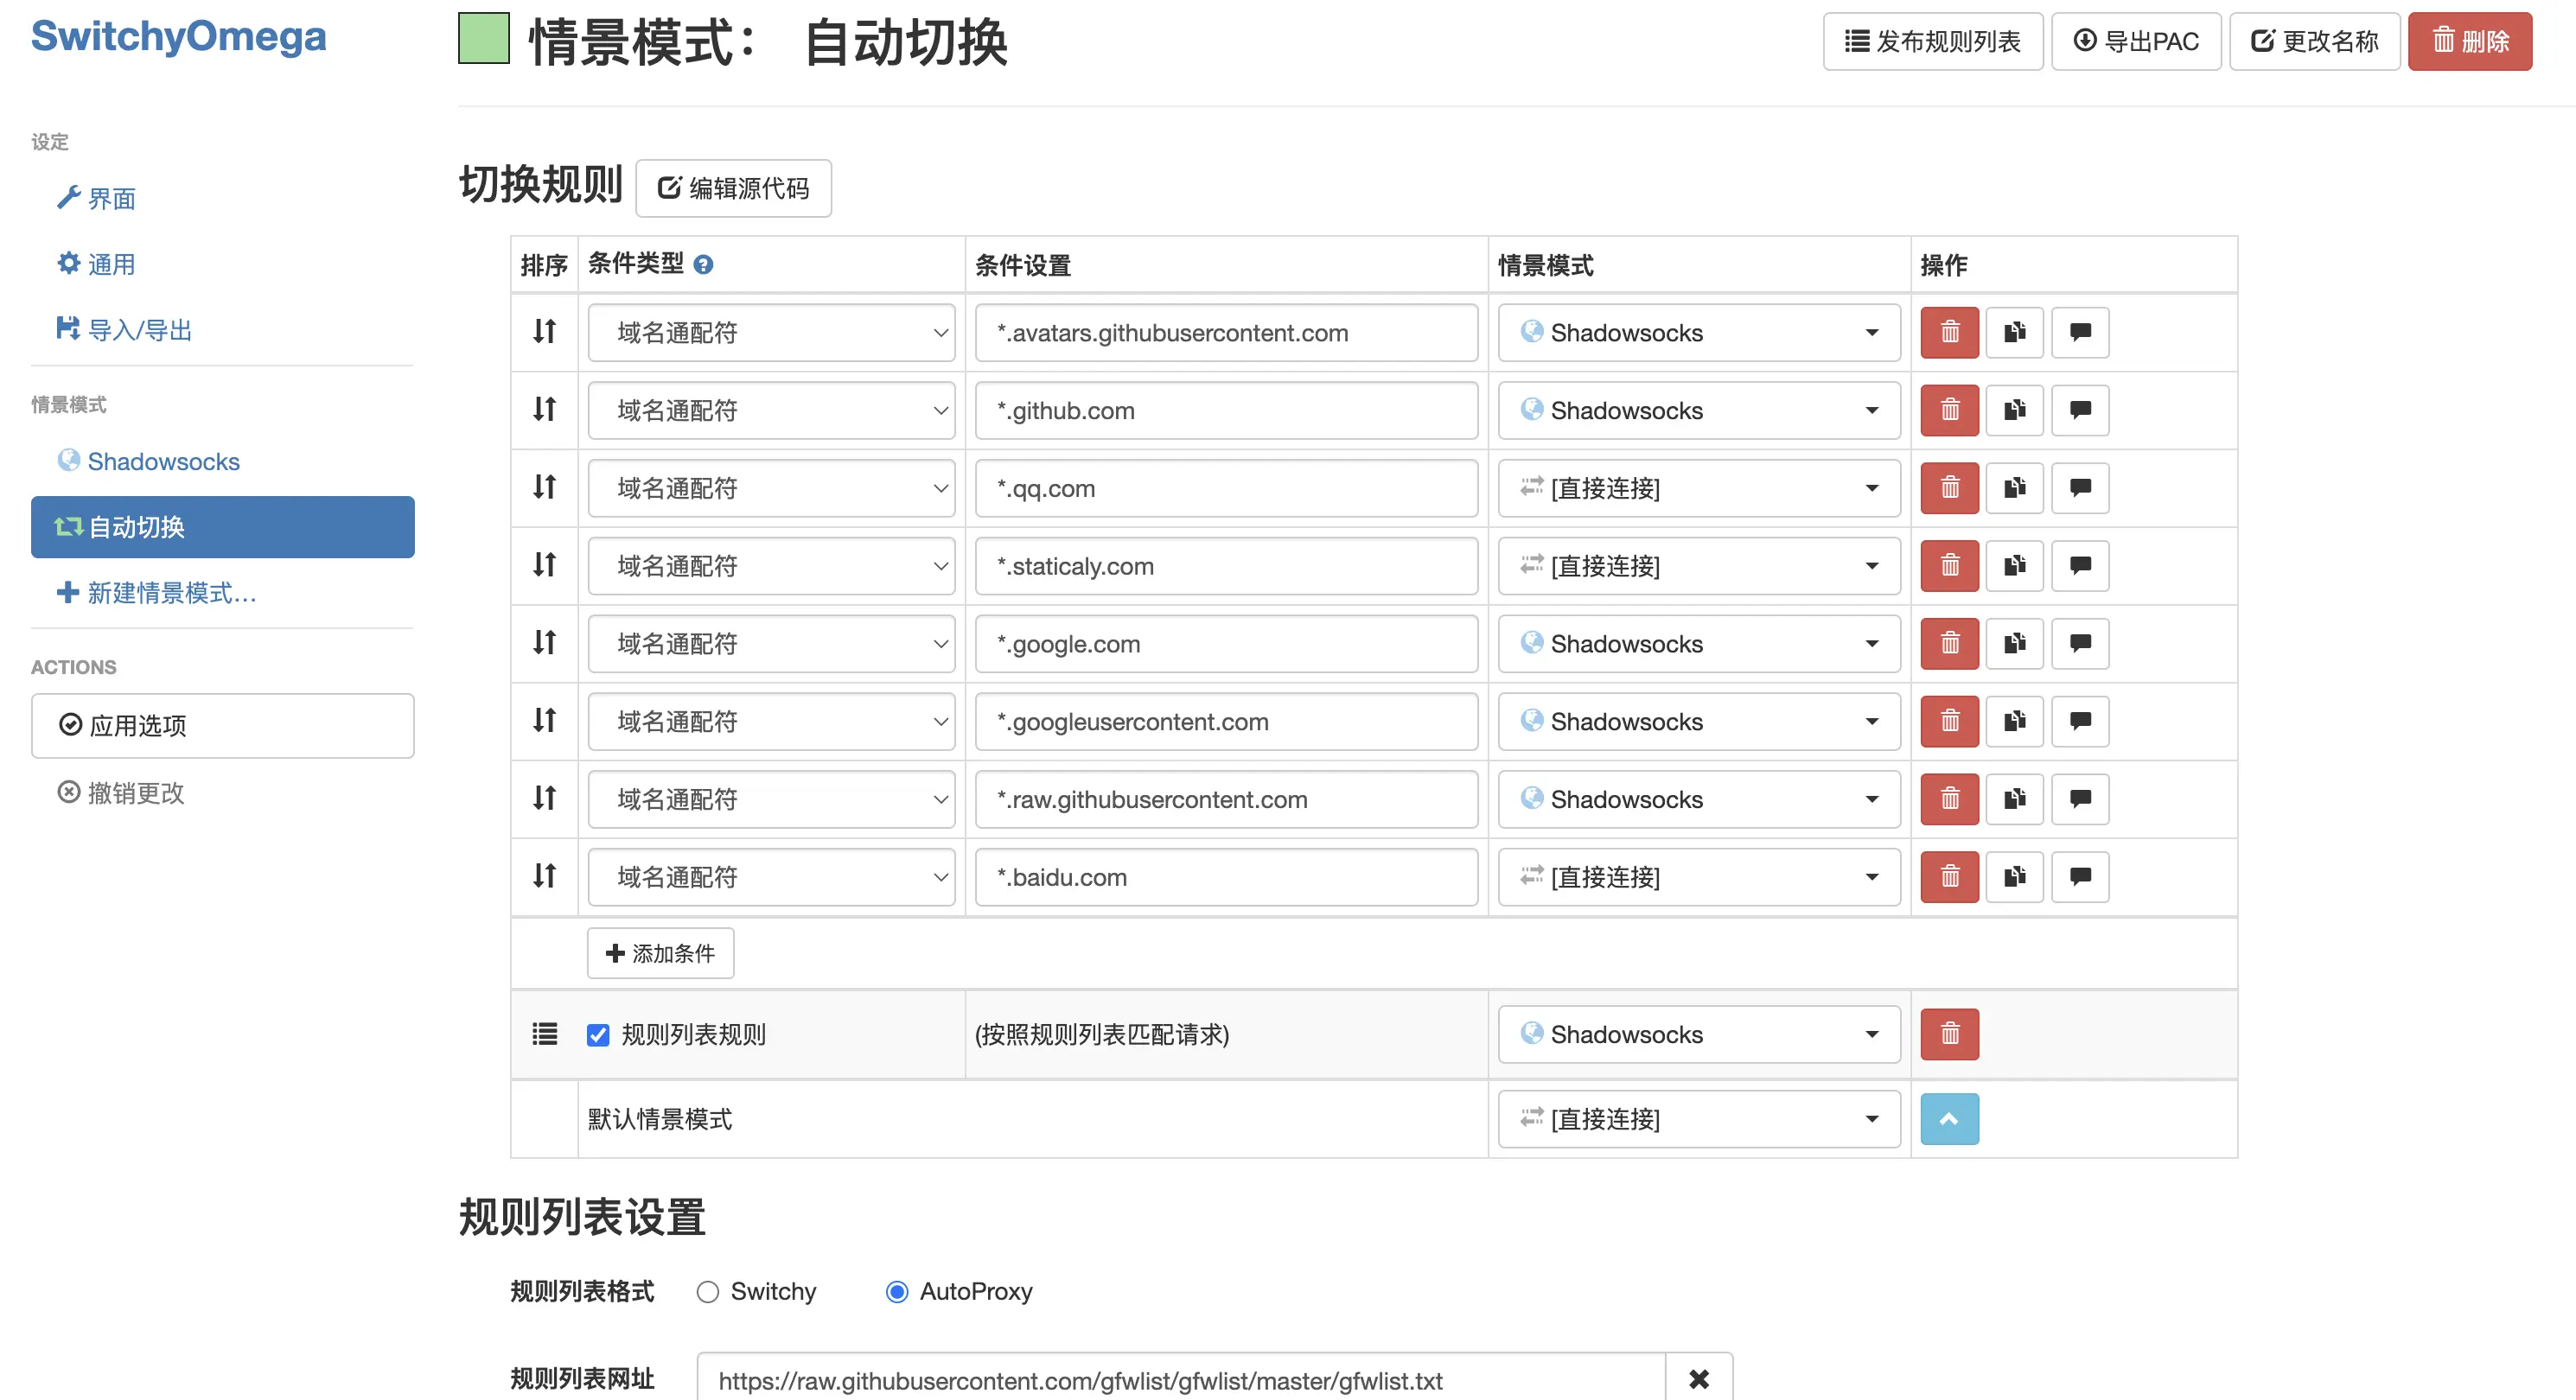 SwitchyOmega
情景模式： 自动切换
发布规则列表
导出PAC
更改名称
删除
设定
界面
通用
导入/导出
情景模式
Shadowsocks
自动切换
新建情景模式…
ACTIONS
应用选项
撤销更改
切换规则
编辑源代码
排序 条件类型 条件设置 情景模式 操作
域名通配符 *.avatars.githubusercontent.com Shadowsocks
域名通配符 *.github.com Shadowsocks
域名通配符 *.qq.com [直接连接]
域名通配符 *.staticaly.com [直接连接]
域名通配符 *.google.com Shadowsocks
域名通配符 *.googleusercontent.com Shadowsocks
域名通配符 *.raw.githubusercontent.com Shadowsocks
域名通配符 *.baidu.com [直接连接]
添加条件
规则列表规则 (按照规则列表匹配请求) Shadowsocks
默认情景模式 [直接连接]
规则列表设置
规则列表格式 Switchy AutoProxy
规则列表网址 https://raw.githubusercontent.com/gfwlist/gfwlist/master/gfwlist.txt